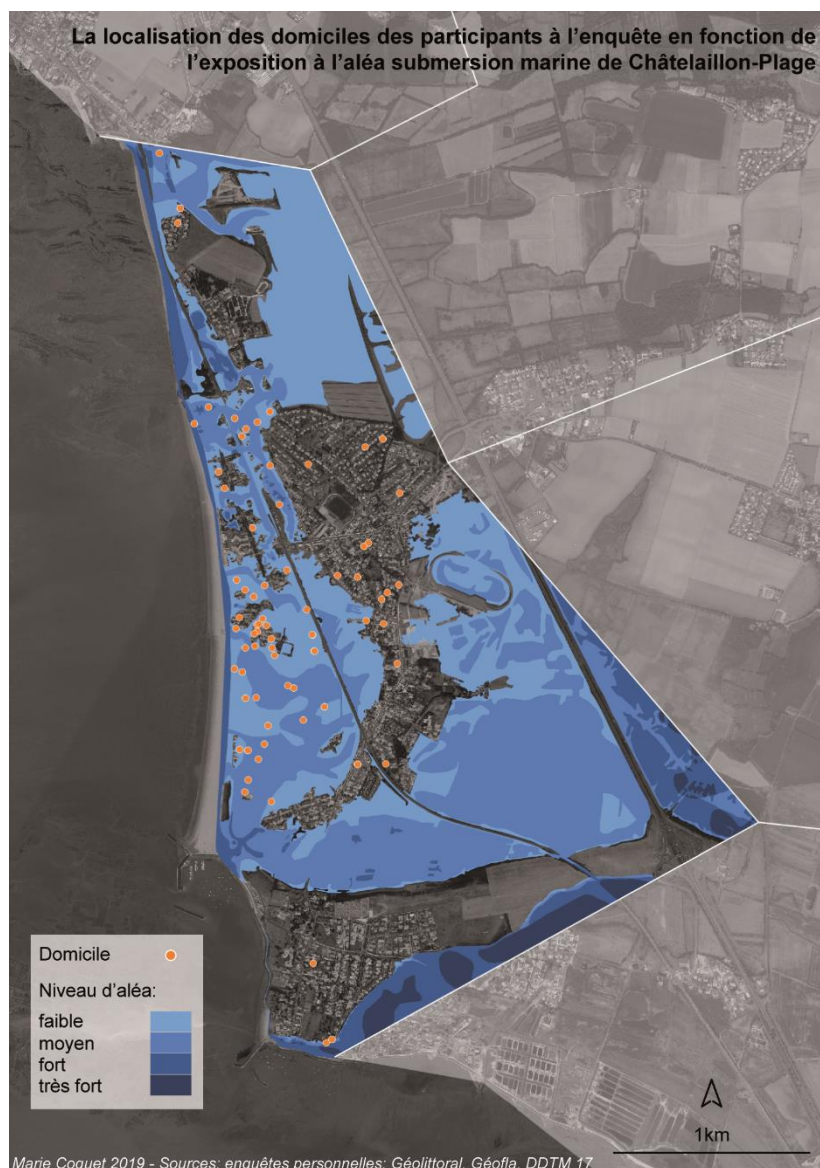 La localisation des domiciles des participants à l'enquête en fonction de
l'exposition à l'aléa submersion marine de Châtelaillon-Plage
Domicile
Niveau d'aléa:
faible
moyen
fort
très fort
1km
Marie Coquet 2019 - Sources: enquêtes personnelles; Géolittoral, Géofla, DDTM 17